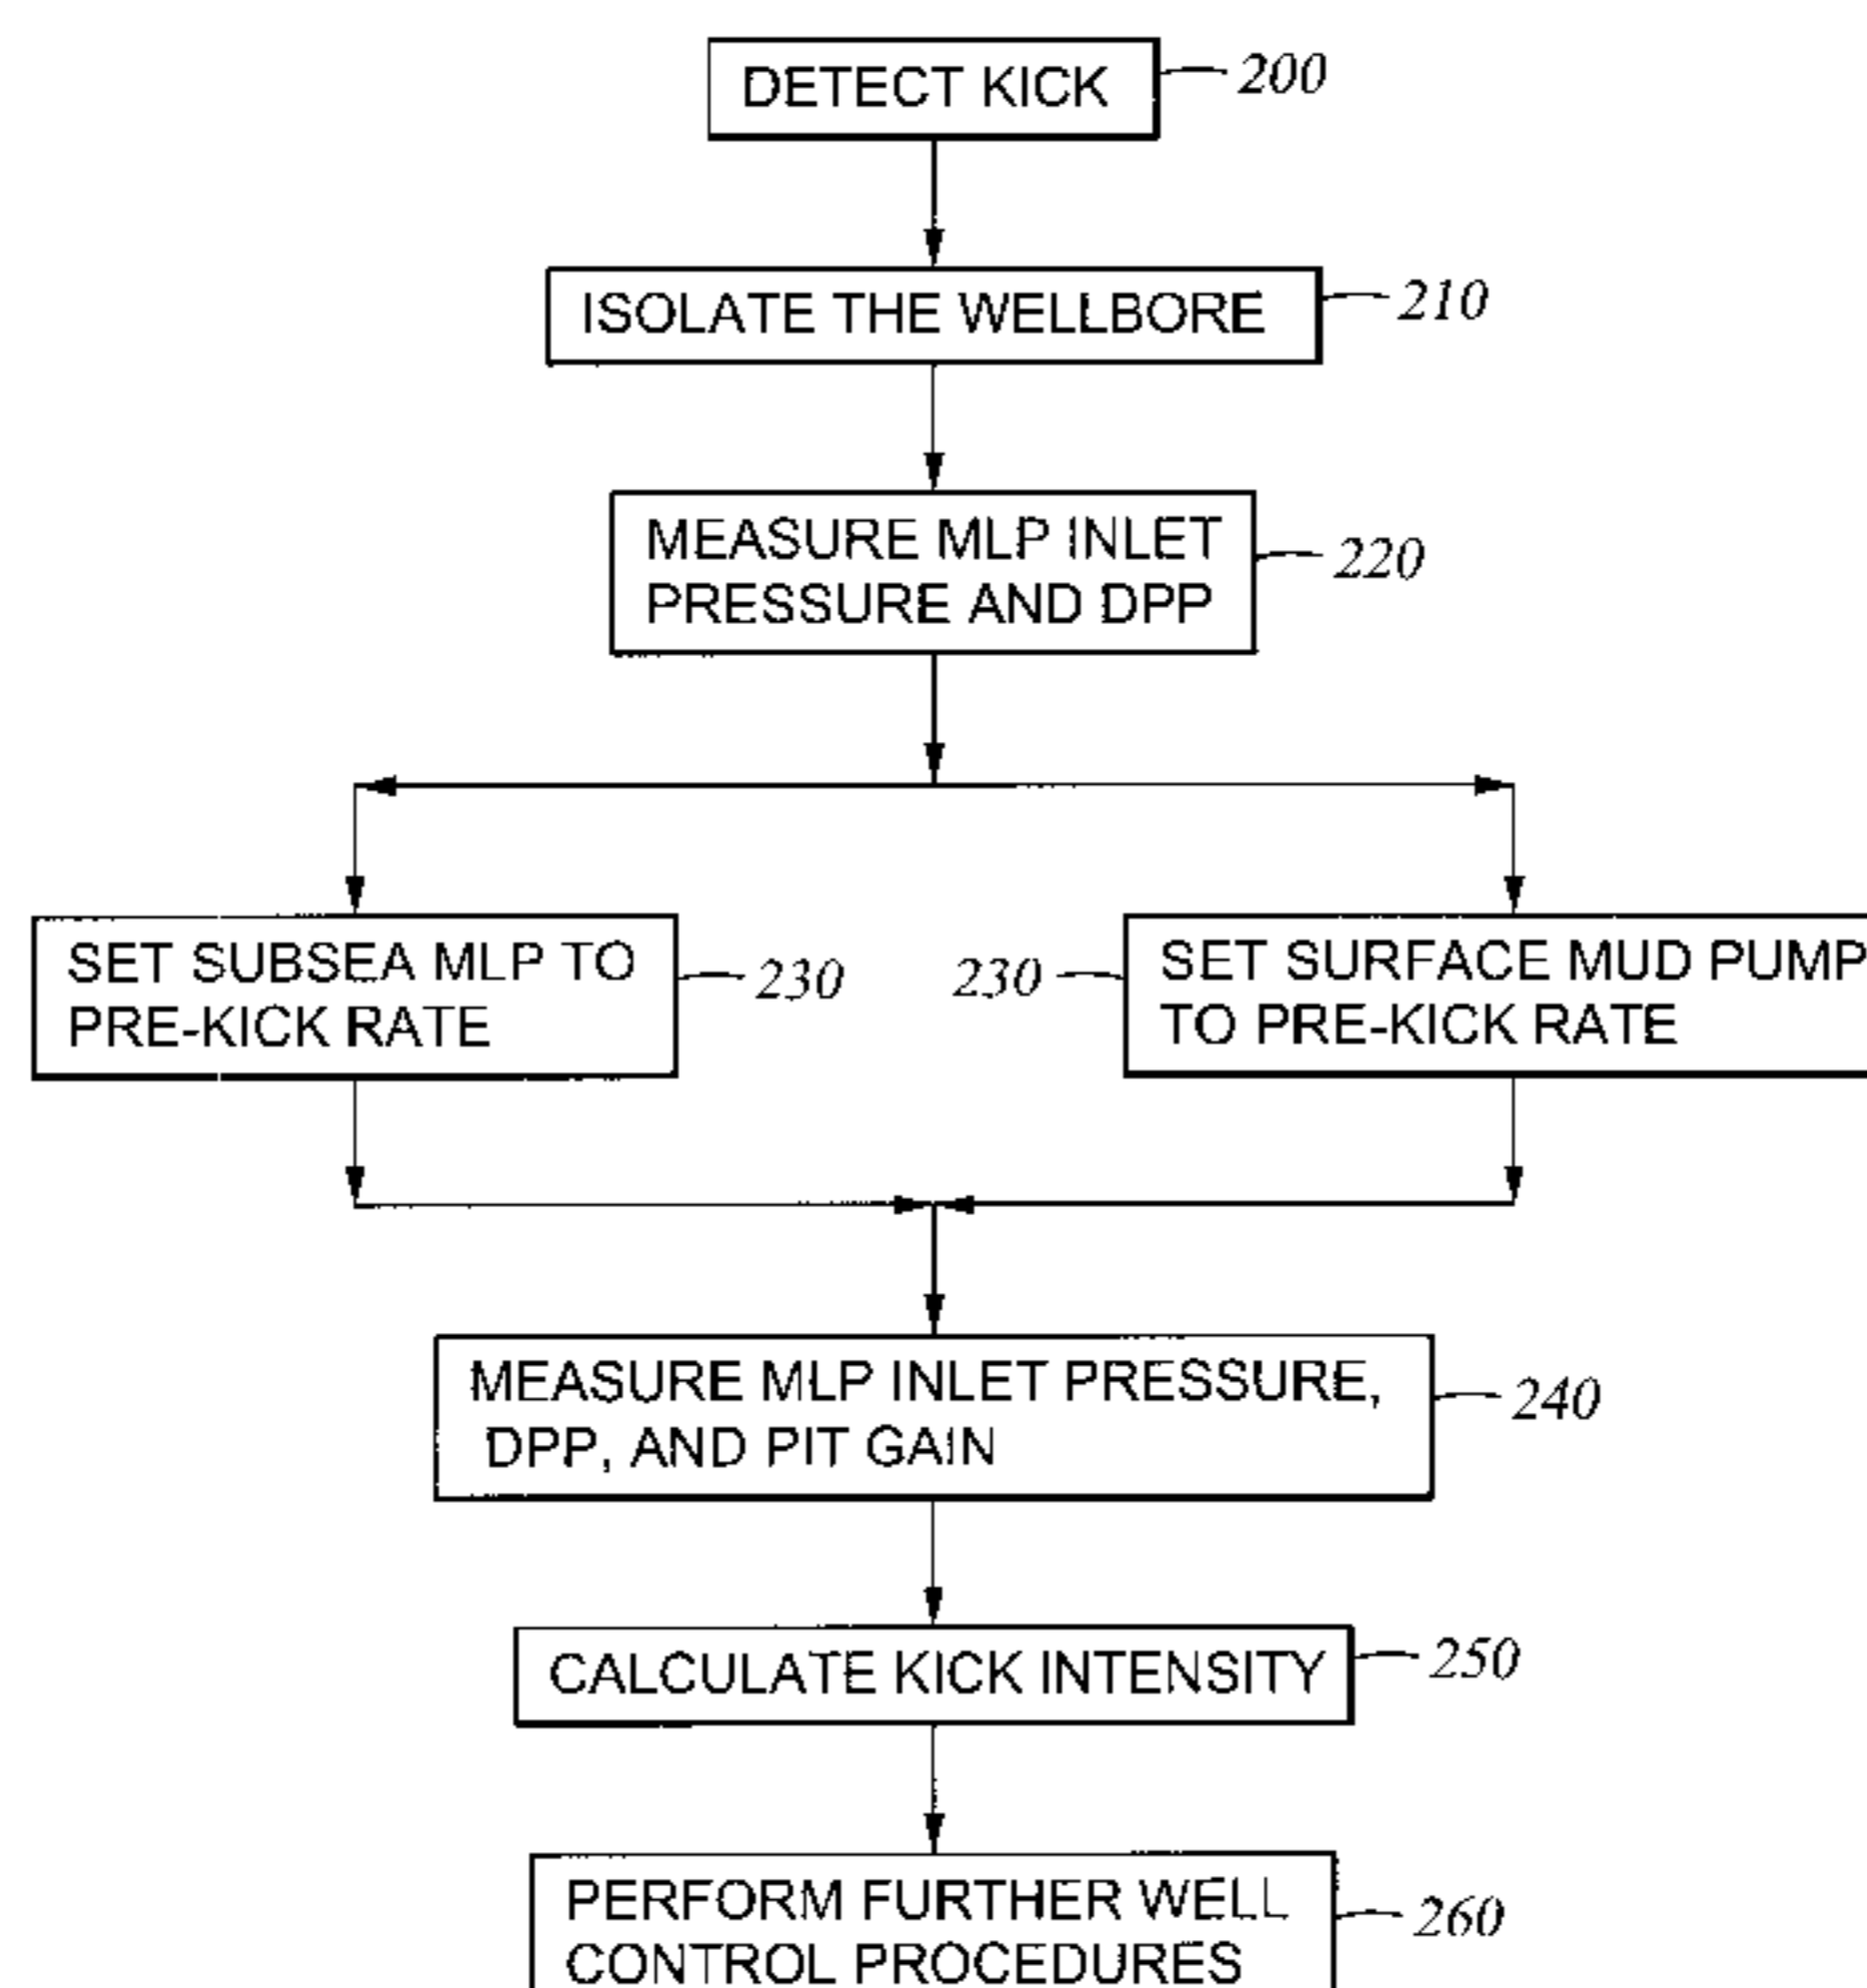 DETECT KICK
200
ISOLATE THE WELLBORE
210
MEASURE MLP INLET
PRESSURE AND DPP
220
SET SUBSEA MLP TO
PRE-KICK RATE
230
230
SET SURFACE MUD PUMP
TO PRE-KICK RATE
MEASURE MLP INLET PRESSURE,
DPP, AND PIT GAIN
240
CALCULATE KICK INTENSITY
250
PERFORM FURTHER WELL
CONTROL PROCEDURES
260